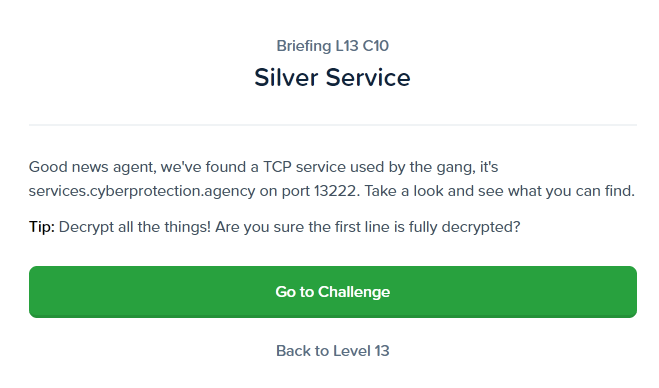 Briefing L13 C10
Silver Service
Good news agent, we've found a TCP service used by the gang, it's
services.cyberprotection.agency on port 13222. Take a look and see what you can find.
Tip: Decrypt all the things! Are you sure the first line is fully decrypted?
Go to Challenge
Back to Level 13